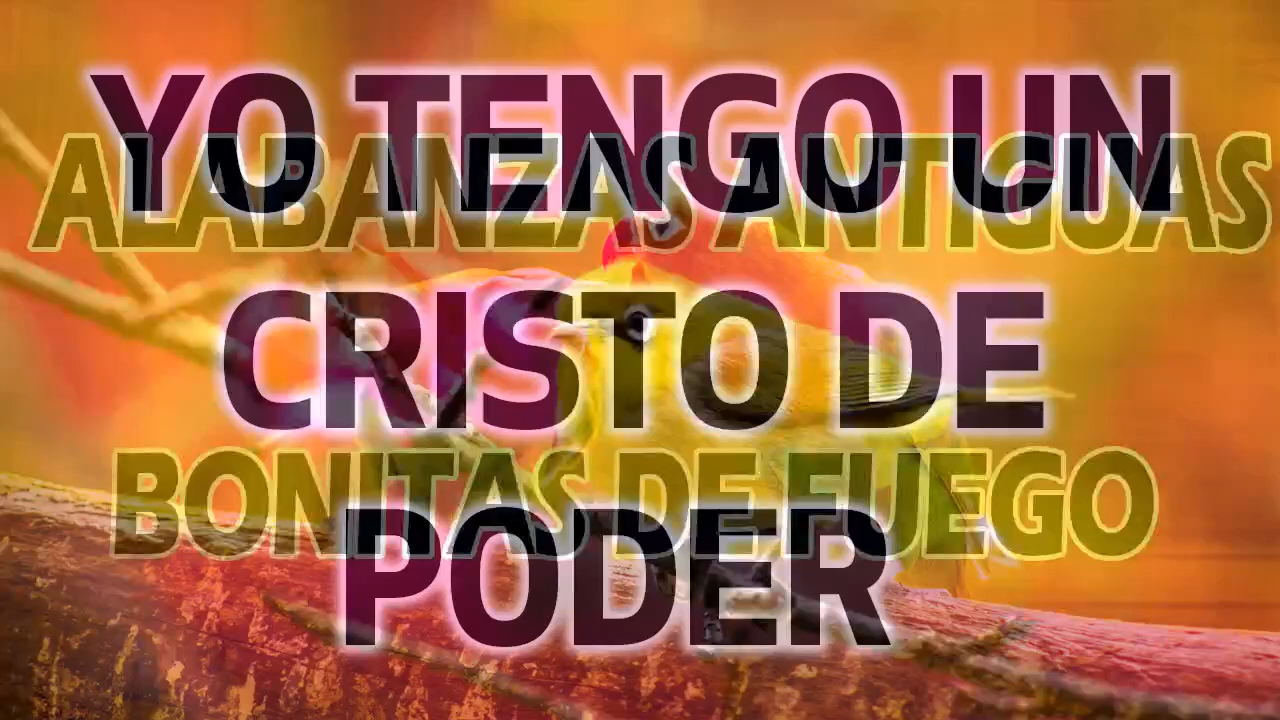 YO TENGO UN
ALABANZAS ANTIGUAS
CRISTO DE
BONITAS DE FUEGO
PODER